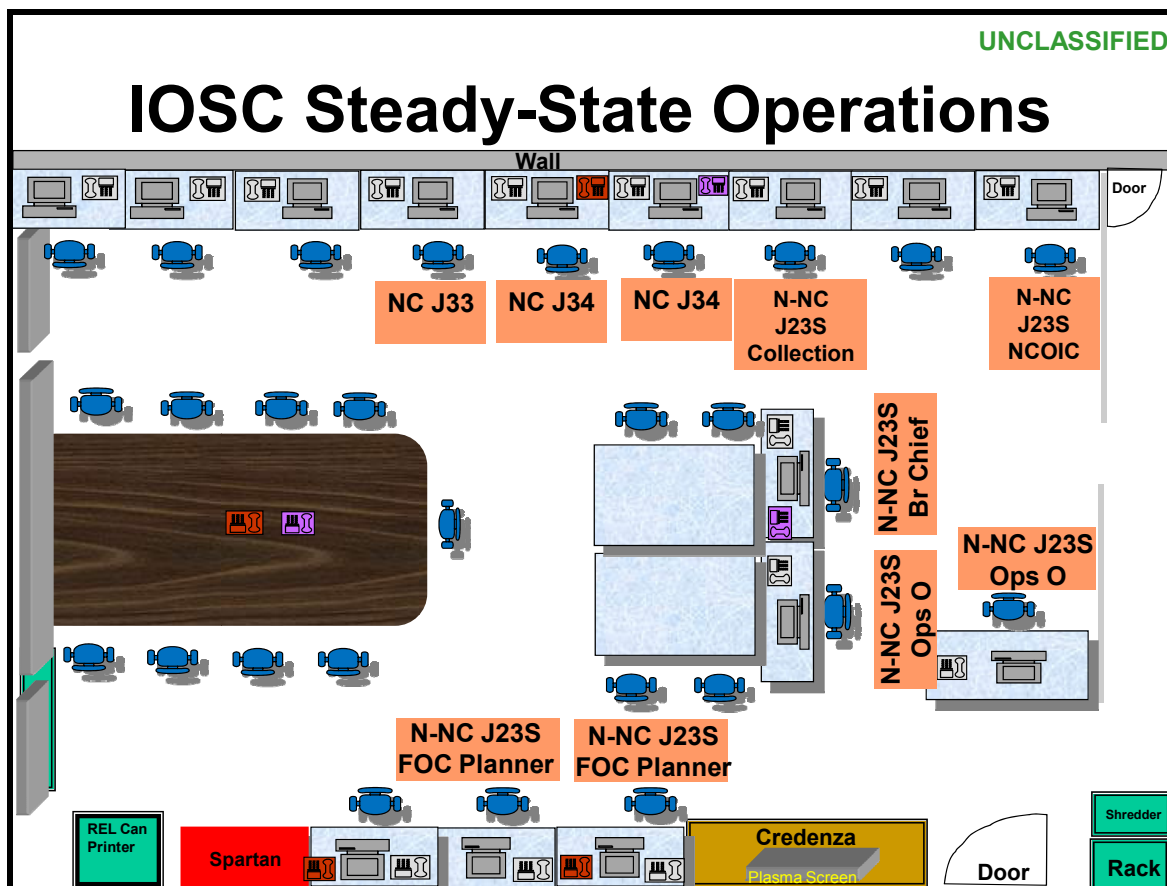 UNCLASSIFIED
IOSC Steady-State Operations
Wall
Door
NC J33
NC J34
NC J34
N-NC
J23S
Collection
N-NC
J23S
NCOIC
N-NC J23S
Br Chief
N-NC J23S
Ops O
N-NC J23S
Ops O
N-NC J23S
FOC Planner
N-NC J23S
FOC Planner
REL Can
Printer
Spartan
Credenza
Plasma Screen
Door
Shredder
Rack